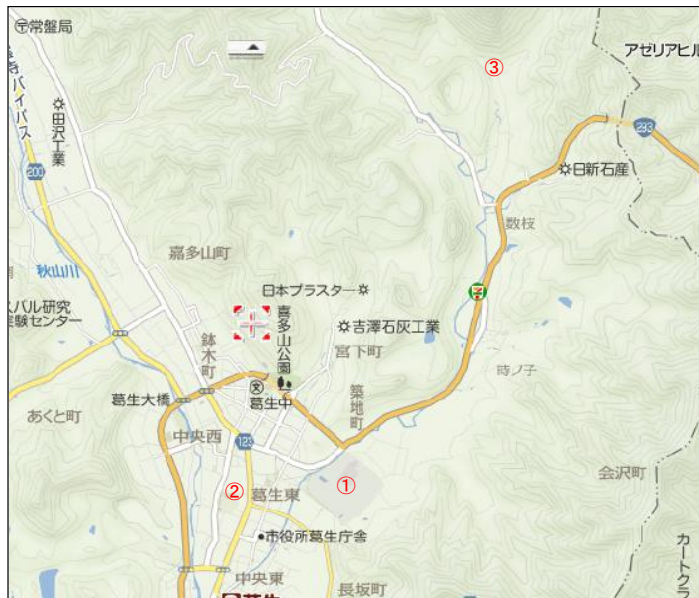 〒常盤局
アゼリアヒル
③
バイパス
田沢工業
293
200
日新石産
数枝
嘉多山町
秋山川
日本プラスター
スバル研究
実験センター
喜多山公園
吉澤石灰工業
鉢木町
宮下町
時ノ子
葛生大橋
文
葛生中
築地町
あくと町
中央西
123
会沢町
①
②
葛生東
市役所葛生庁舎
カートクラ
中央東
長坂町